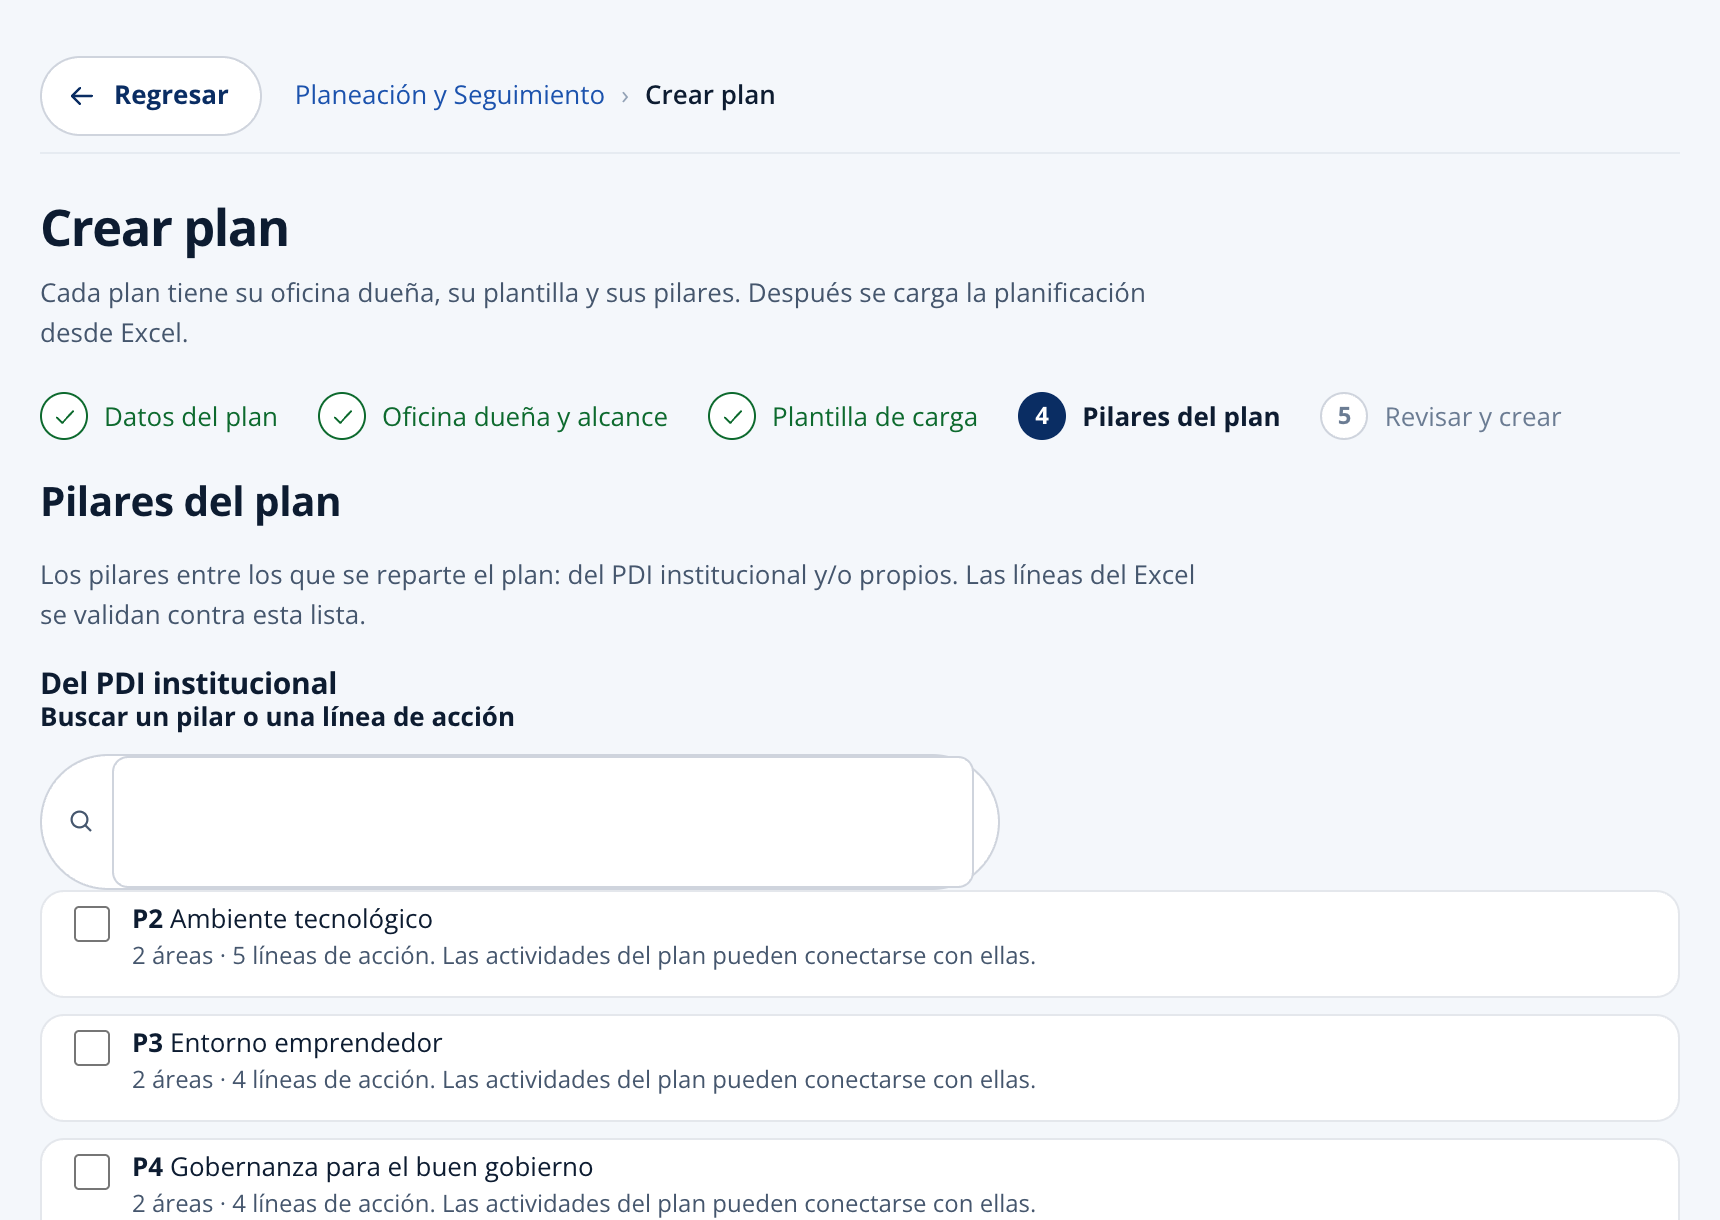 ← Regresar
Planeación y Seguimiento › Crear plan
Crear plan
Cada plan tiene su oficina dueña, su plantilla y sus pilares. Después se carga la planificación
desde Excel.
Datos del plan
Oficina dueña y alcance
Plantilla de carga
4 Pilares del plan
5 Revisar y crear
Pilares del plan
Los pilares entre los que se reparte el plan: del PDI institucional y/o propios. Las líneas del Excel
se validan contra esta lista.
Del PDI institucional
Buscar un pilar o una línea de acción
P2 Ambiente tecnológico
2 áreas · 5 líneas de acción. Las actividades del plan pueden conectarse con ellas.
P3 Entorno emprendedor
2 áreas · 4 líneas de acción. Las actividades del plan pueden conectarse con ellas.
P4 Gobernanza para el buen gobierno
2 áreas · 4 líneas de acción. Las actividades del plan pueden conectarse con ellas.